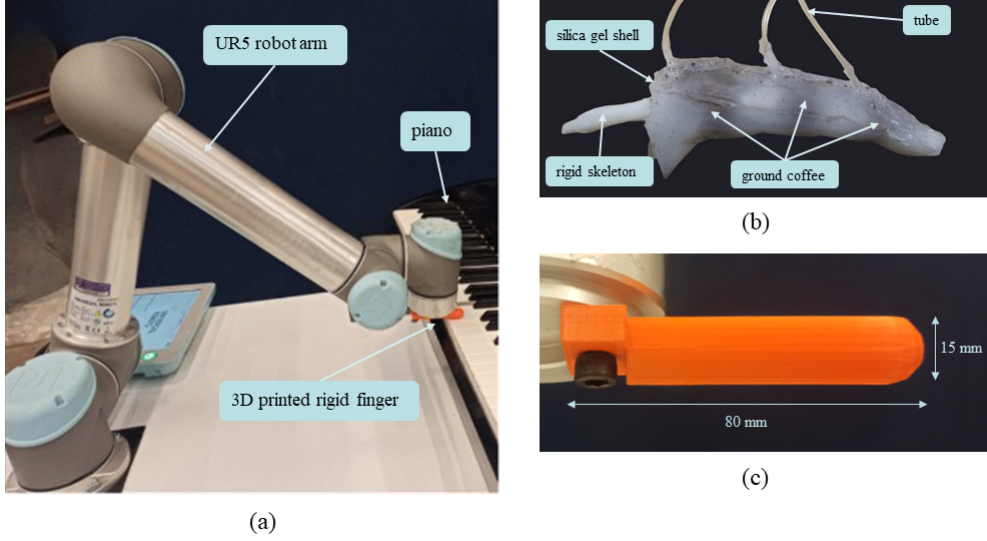 UR5 robot arm
piano
3D printed rigid finger
(a)
tube
silica gel shell
rigid skeleton
ground coffee
(b)
15 mm
80 mm
(c)